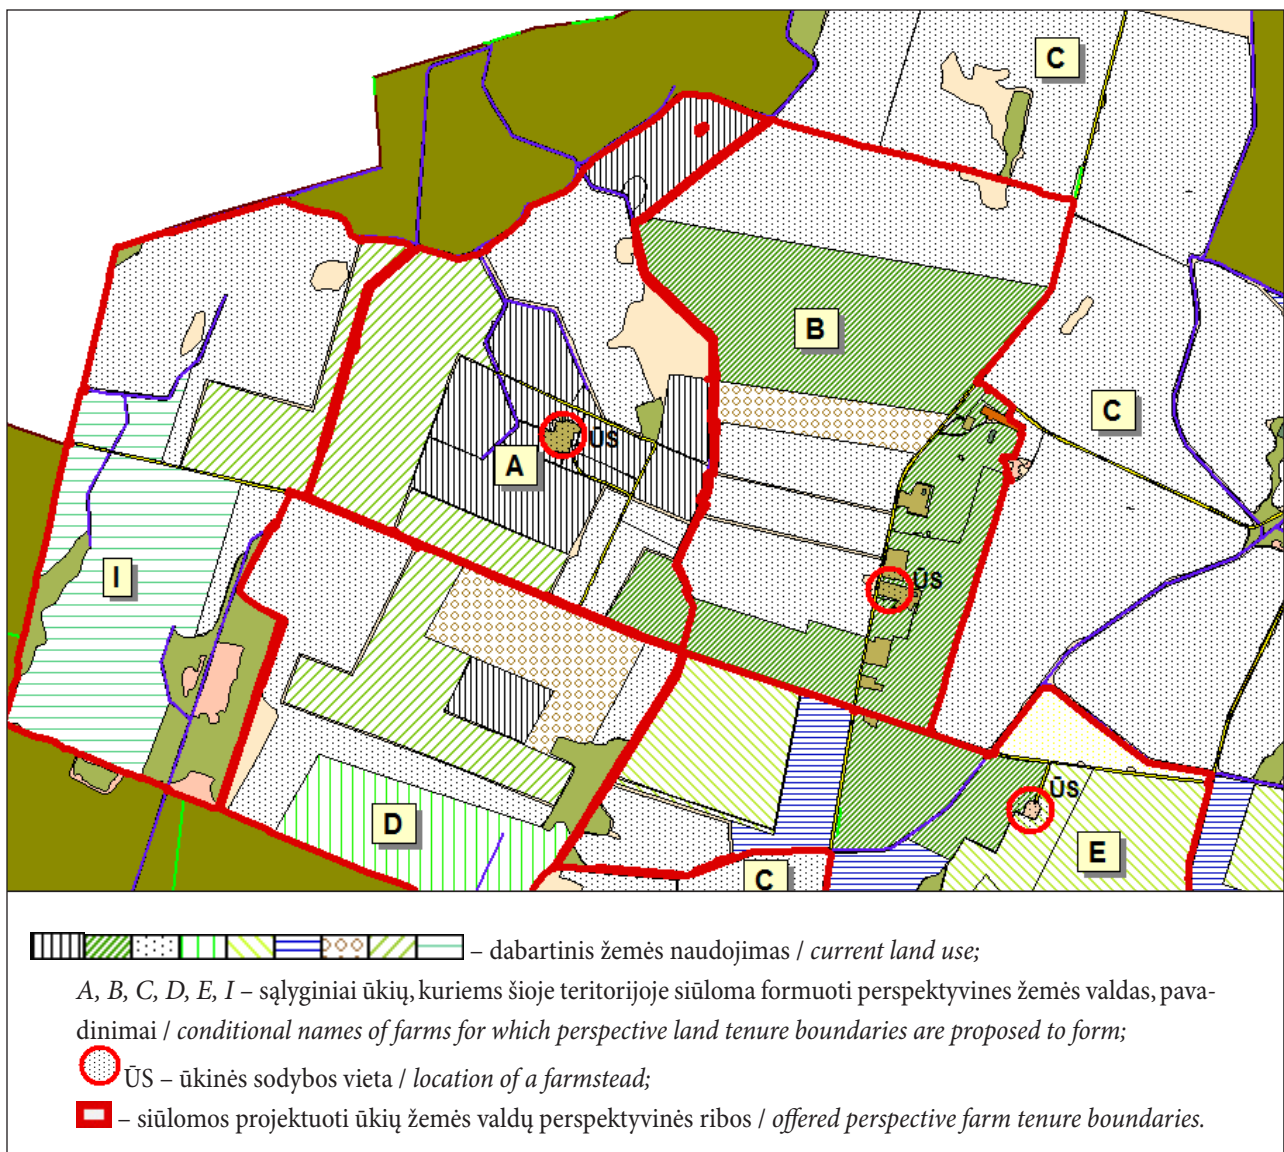 C
B
C
ŪS
A
ŪS
I
ŪS
D
E
C
– dabartinis žemės naudojimas / current land use;
A, B, C, D, E, I – sąlyginiai ūkių, kuriems šioje teritorijoje siūloma formuoti perspektyvines žemės valdas, pava-
dinimai / conditional names of farms for which perspective land tenure boundaries are proposed to form;
ŪS – ūkinės sodybos vieta / location of a farmstead;
– siūlomos projektuoti ūkių žemės valdų perspektyvinės ribos / offered perspective farm tenure boundaries.